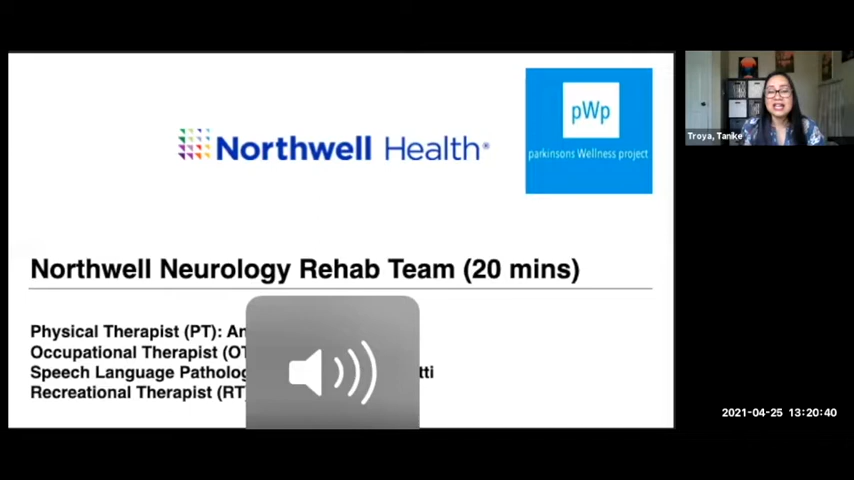 Northwell Health®
pWp
parkinsons Wellness project
Troya, Tanke
Northwell Neurology Rehab Team (20 mins)
Physical Therapist (PT): An
Occupational Therapist (OT
Speech Language Patholog tti
Recreational Therapist (RT)
2021-04-25 13:20:40